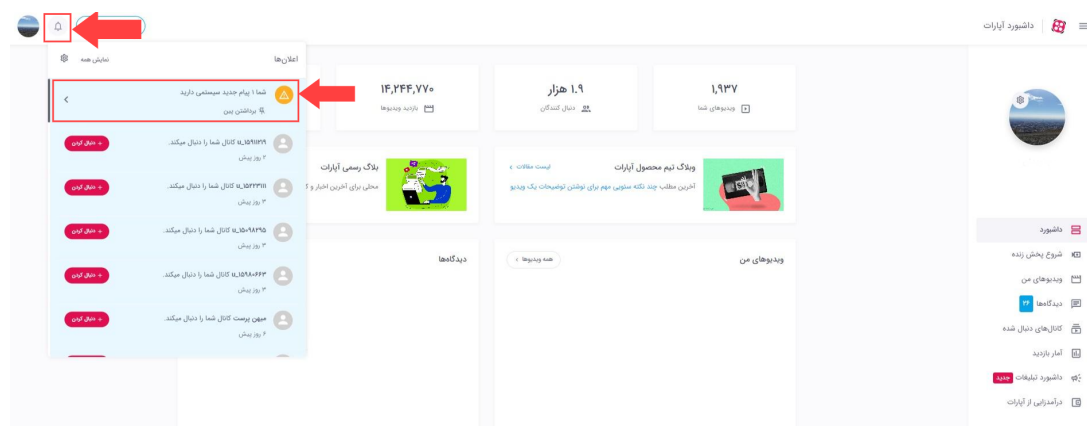 داشبورد آپارات
اعلان‌ها
نمایش همه
شما ۱ پیام جدید سیستمی دارید
برداشتن پین
u_15911219 کانال شما را دنبال میکند.
۲ روز پیش
+ دنبال کردن
u_15223111 کانال شما را دنبال میکند.
۳ روز پیش
+ دنبال کردن
u_15098295 کانال شما را دنبال میکند.
۳ روز پیش
+ دنبال کردن
u_15980663 کانال شما را دنبال میکند.
۳ روز پیش
+ دنبال کردن
میهن پرست کانال شما را دنبال میکند.
۶ روز پیش
+ دنبال کردن
۱,۹۳۷
ویدیوهای شما
۱.۹ هزار
دنبال کنندگان
۱۴,۲۴۴,۷۷۰
بازدید ویدیوها
وبلاگ تیم محصول آپارات
لیست مقالات
آخرین مطلب چند نکته سئویی مهم برای نوشتن توضیحات یک ویدیو
بلاگ رسمی آپارات
محلی برای آخرین اخبار و
ویدیوهای من
همه ویدیوها
دیدگاه‌ها
داشبورد
شروع پخش زنده
ویدیوهای من
دیدگاه‌ها ۲۶
کانال‌های دنبال شده
آمار بازدید
داشبورد تبلیغات جدید
درآمدزایی از آپارات